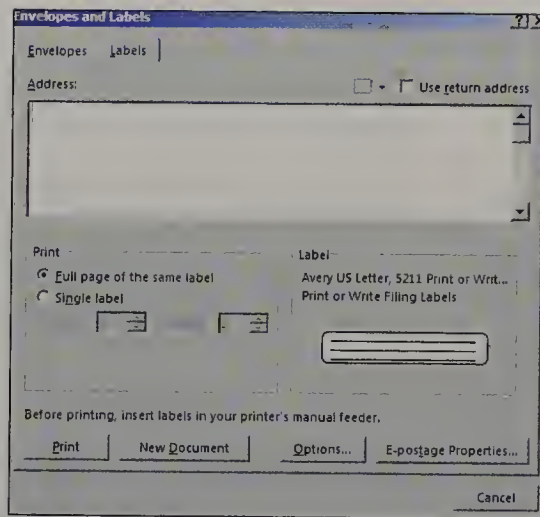 Envelopes and Labels
Envelopes Labels
Address: Use return address
Print
Full page of the same label
Single label
Label
Avery US Letter, 5211 Print or Writ...
Print or Write Filing Labels
Before printing, insert labels in your printer's manual feeder.
Print New Document Options... E-postage Properties...
Cancel